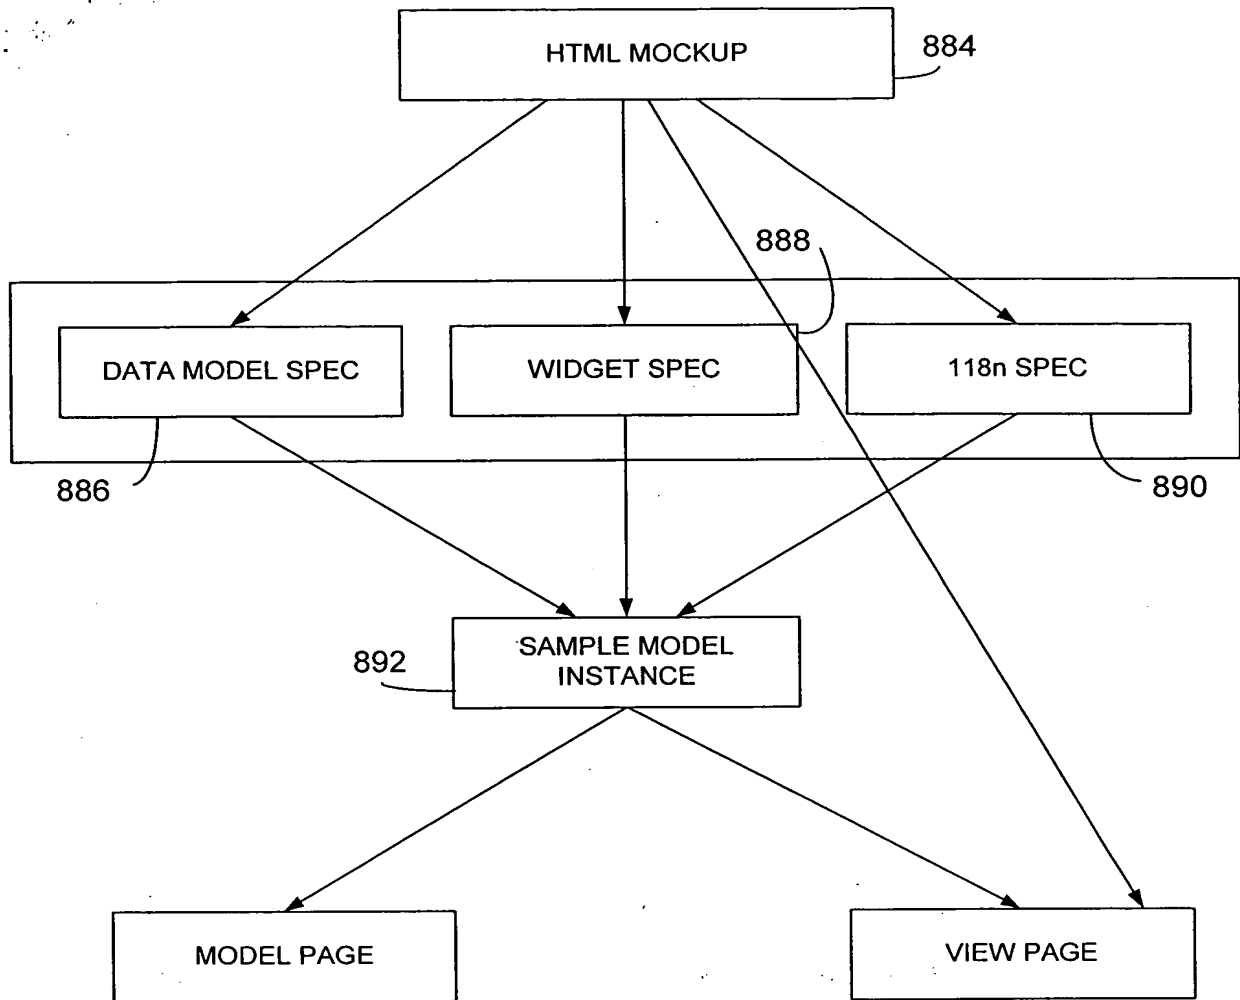 HTML MOCKUP
884
888
DATA MODEL SPEC
WIDGET SPEC
118n SPEC
886
890
892
SAMPLE MODEL
INSTANCE
MODEL PAGE
VIEW PAGE